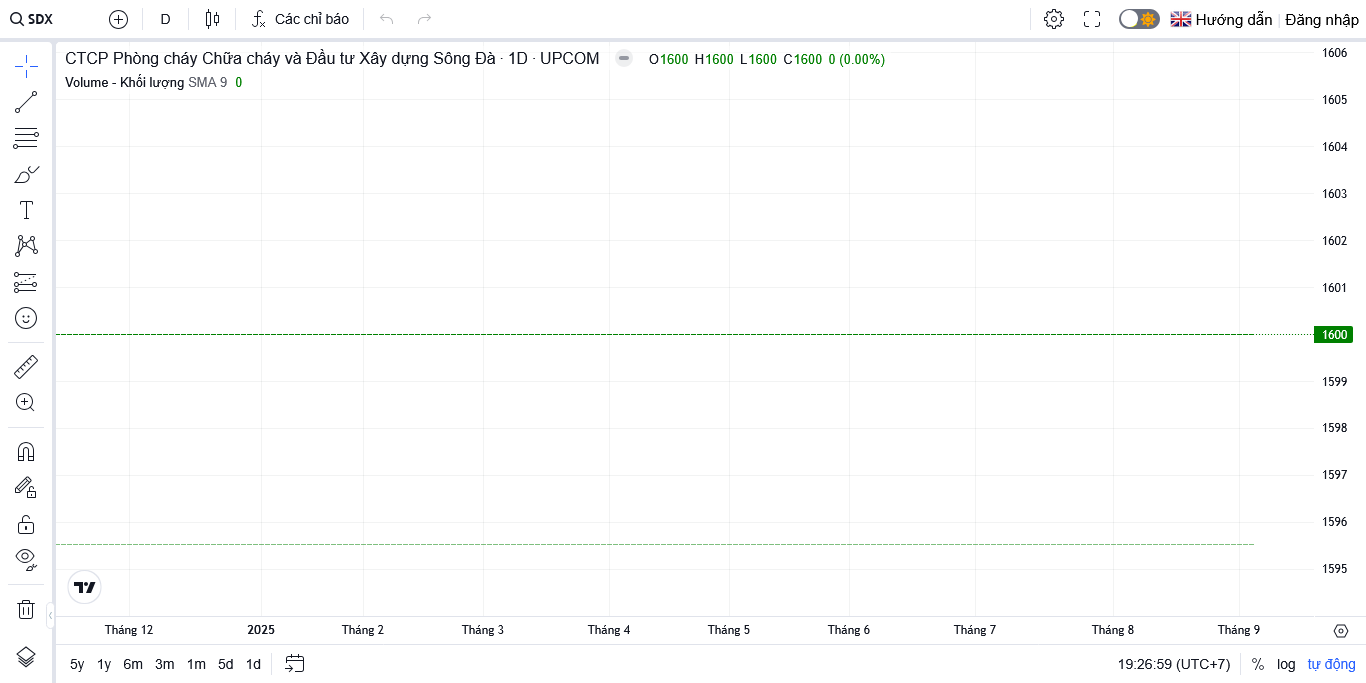 SDX D Các chỉ báo Hướng dẫn Đăng nhập
CTCP Phòng cháy Chữa cháy và Đầu tư Xây dựng Sông Đà · 1D · UPCOM O1600 H1600 L1600 C1600 0 (0.00%)
Volume - Khối lượng SMA 9 0
1606
1605
1604
1603
1602
1601
1600
1599
1598
1597
1596
1595
Tháng 12 2025 Tháng 2 Tháng 3 Tháng 4 Tháng 5 Tháng 6 Tháng 7 Tháng 8 Tháng 9
5y 1y 6m 3m 1m 5d 1d 19:26:59 (UTC+7) % log tự động